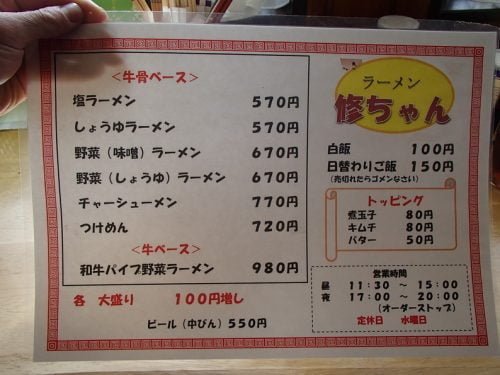 ＜牛骨ベース＞
塩ラーメン 570円
しょうゆラーメン 570円
野菜（味噌）ラーメン 670円
野菜（しょうゆ）ラーメン 670円
チャーシューメン 770円
つけめん 720円
＜牛ベース＞
和牛パイプ野菜ラーメン 980円
各 大盛り 100円増し
ビール（中びん）550円
ラーメン
修ちゃん
白飯 100円
日替わりご飯 150円
（売切れたらゴメンなさい）
トッピング
煮玉子 80円
キムチ 80円
バター 50円
営業時間
昼 11：30 ～ 15：00
夜 17：00 ～ 20：00
（オーダーストップ）
定休日 水曜日